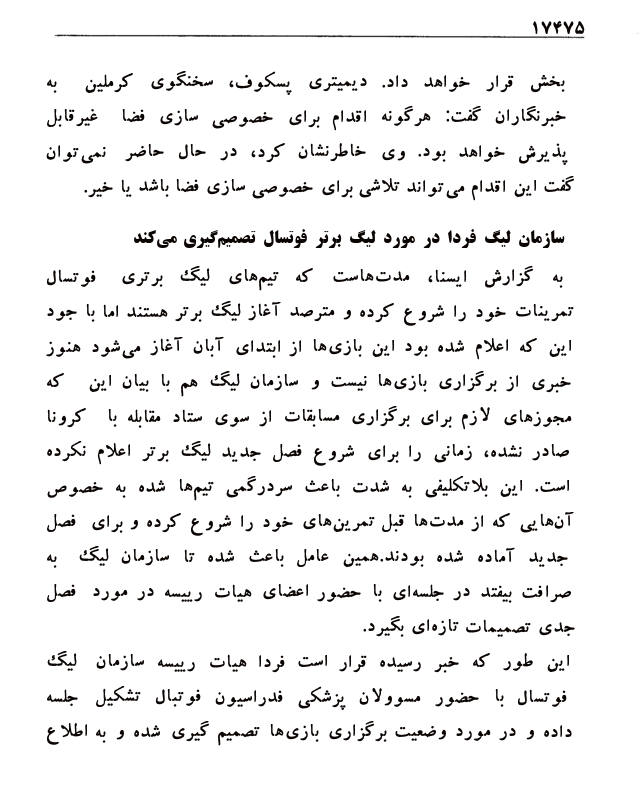 ۱۷۴۷۵
بخش قرار خواهد داد. دیمیتری پسکوف، سخنگوی کرملین به
خبرنگاران گفت: هرگونه اقدام برای خصوصی سازی فضا غیرقابل
پذیرش خواهد بود. وی خاطرنشان کرد، در حال حاضر نمی‌توان
گفت این اقدام می‌تواند تلاشی برای خصوصی سازی فضا باشد یا خیر.
سازمان لیگ فردا در مورد لیگ برتر فوتسال تصمیم‌گیری می‌کند
به گزارش ایسنا، مدت‌هاست که تیم‌های لیگ برتری فوتسال
تمرینات خود را شروع کرده و مترصد آغاز لیگ برتر هستند اما با جود
این که اعلام شده بود این بازی‌ها از ابتدای آبان آغاز می‌شود هنوز
خبری از برگزاری بازی‌ها نیست و سازمان لیگ هم با بیان این که
مجوزهای لازم برای برگزاری مسابقات از سوی ستاد مقابله با کرونا
صادر نشده، زمانی را برای شروع فصل جدید لیگ برتر اعلام نکرده
است. این بلاتکلیفی به شدت باعث سردرگمی تیم‌ها شده به خصوص
آن‌هایی که از مدت‌ها قبل تمرین‌های خود را شروع کرده و برای فصل
جدید آماده شده بودند.همین عامل باعث شده تا سازمان لیگ به
صرافت بیفتد در جلسه‌ای با حضور اعضای هیات رییسه در مورد فصل
جدی تصمیمات تازه‌ای بگیرد.
این طور که خبر رسیده قرار است فردا هیات رییسه سازمان لیگ
فوتسال با حضور مسوولان پزشکی فدراسیون فوتبال تشکیل جلسه
داده و در مورد وضعیت برگزاری بازی‌ها تصمیم گیری شده و به اطلاع